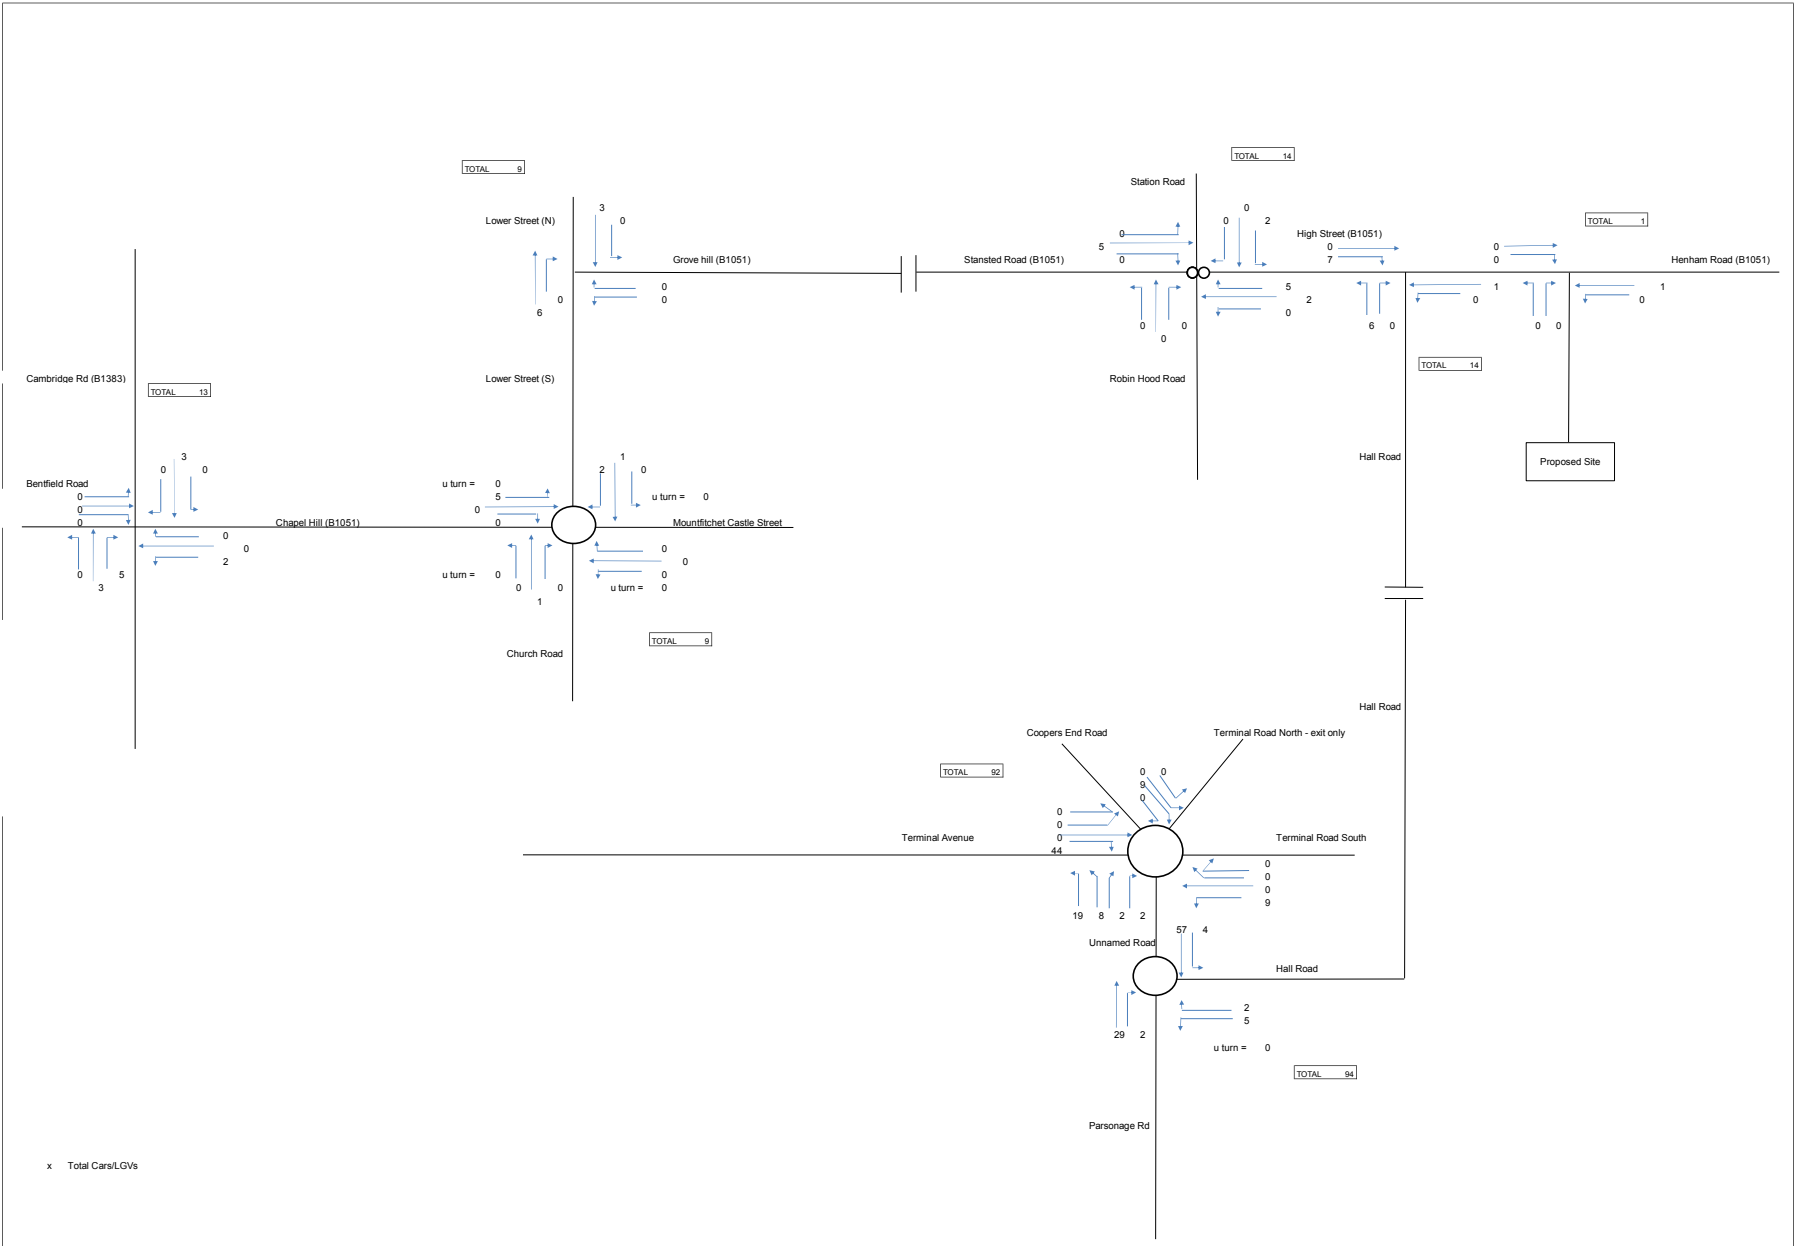 TOTAL 14
TOTAL 9
Station Road
3
0
2
Lower Street (N)
0
0
TOTAL 1
High Street (B1051)
0
5
0
0
7
0
0
Grove hill (B1051)
Stansted Road (B1051)
Henham Road (B1051)
0
0
6
0
5
2
0
1
0
1
0
0 0
0
6 0
0 0
TOTAL 14
Cambridge Rd (B1383)
TOTAL 13
Lower Street (S)
Robin Hood Road
Hall Road
Proposed Site
3
0 0
1
2 0
Bentfield Road
0
0
0
u turn = 0
5
0
0
u turn = 0
Chapel Hill (B1051)
Mountfitchet Castle Street
0
0
2
0 5
3
0
0
0
u turn = 0
u turn = 0
0 0
1
TOTAL 9
Church Road
Hall Road
Coopers End Road
Terminal Road North - exit only
TOTAL 92
0 0
9
0
0
0
0
44
Terminal Avenue
Terminal Road South
0
0
0
9
19 8 2 2
57 4
Unnamed Road
Hall Road
2
5
29 2
u turn = 0
TOTAL 94
Parsonage Rd
x Total Cars/LGVs